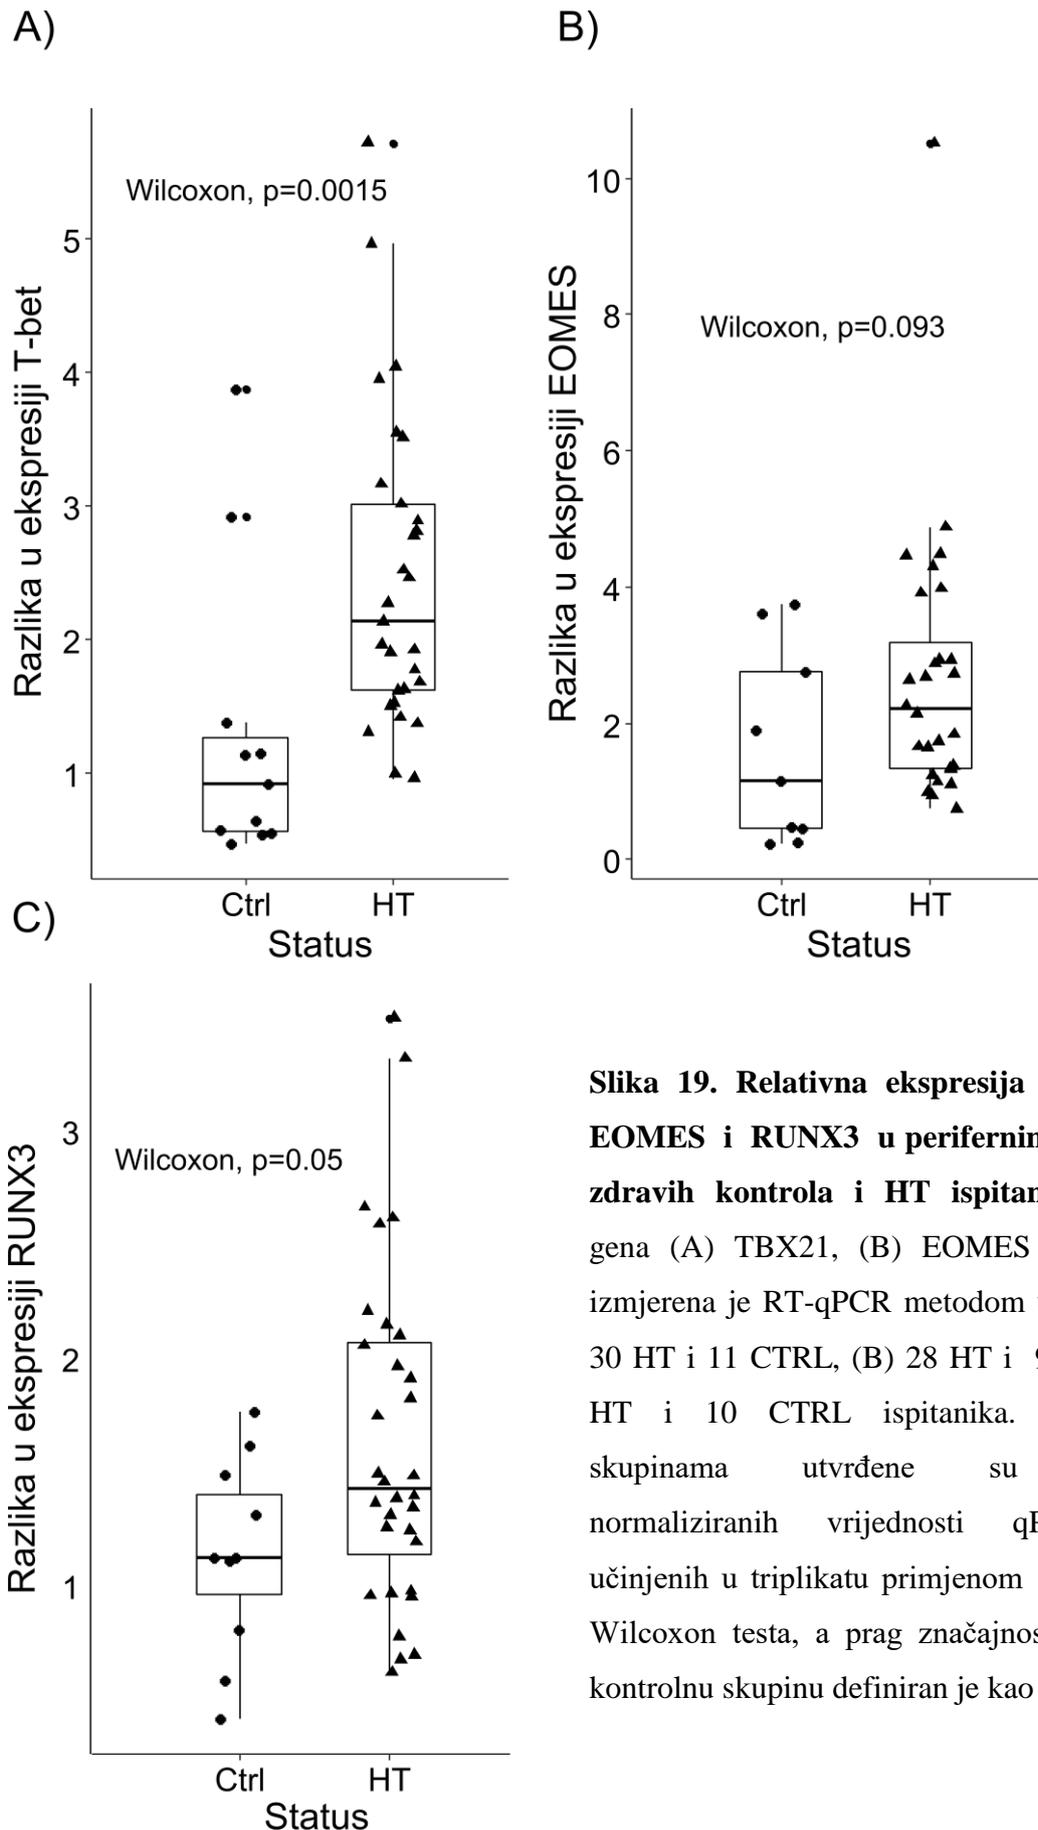 A)
Wilcoxon, p=0.0015
Razlika u ekspresiji T-bet
5
4
3
2
1
Ctrl HT
Status
B)
Wilcoxon, p=0.093
Razlika u ekspresiji EOMES
10
8
6
4
2
0
Ctrl HT
Status
C)
Wilcoxon, p=0.05
Razlika u ekspresiji RUNX3
3
2
1
Ctrl HT
Status
Slika 19. Relativna ekspresija
EOMES i RUNX3 u
zdravih kontrola i HT
gena (A) TBX21, (B) EOMES
izmjerena je RT-qPCR metodom
30 HT i 11 CTRL, (B) 28 HT i
HT i 10 CTRL ispitanika.
skupinama utvrđene su
normaliziranih vrijednosti
učinjenih u triplikatu primjenom
Wilcoxon testa, a prag
kontrolnu skupinu definiran je kao